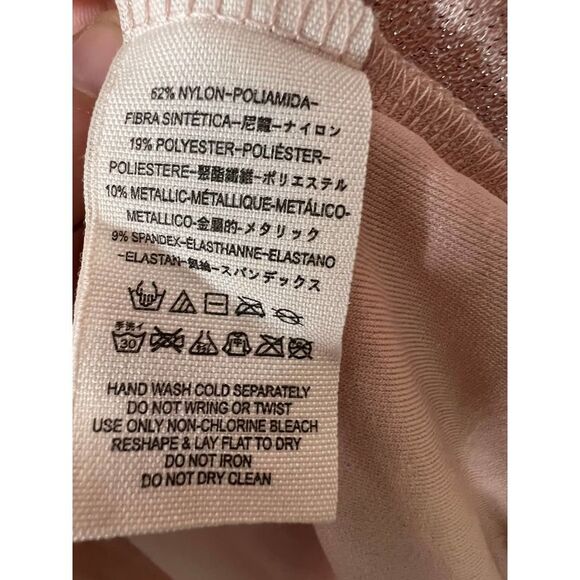 62% NYLON-POLIAMIDA-
FIBRA SINTÉTICA-尼龍-ナイロン
19% POLYESTER-POLIÉSTER-
POLIESTERE-聚酯纖維-ポリエステル
10% METALLIC-MÉTALLIQUE-METÁLICO-
METALLICO-金屬的-メタリック
9% SPANDEX-ÉLASTHANNE-ELASTANO
-ELASTAN-氨綸-スパンデックス
手洗イ
30
HAND WASH COLD SEPARATELY
DO NOT WRING OR TWIST
USE ONLY NON-CHLORINE BLEACH
RESHAPE & LAY FLAT TO DRY
DO NOT IRON
DO NOT DRY CLEAN